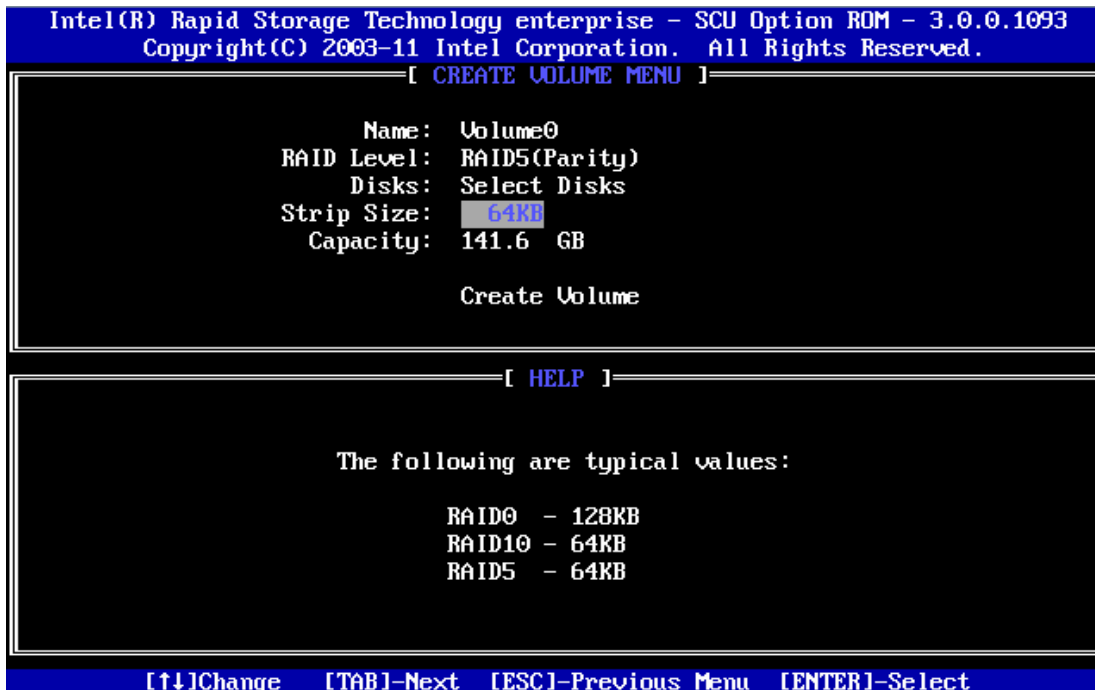 Intel(R) Rapid Storage Technology enterprise - SCU Option ROM - 3.0.0.1093
Copyright(C) 2003-11 Intel Corporation. All Rights Reserved.
[ CREATE VOLUME MENU ]
Name: Volume0
RAID Level: RAID5(Parity)
Disks: Select Disks
Strip Size: 64KB
Capacity: 141.6 GB
Create Volume
[ HELP ]
The following are typical values:
RAID0 - 128KB
RAID10 - 64KB
RAID5 - 64KB
[↑↓]Change [TAB]-Next [ESC]-Previous Menu [ENTER]-Select